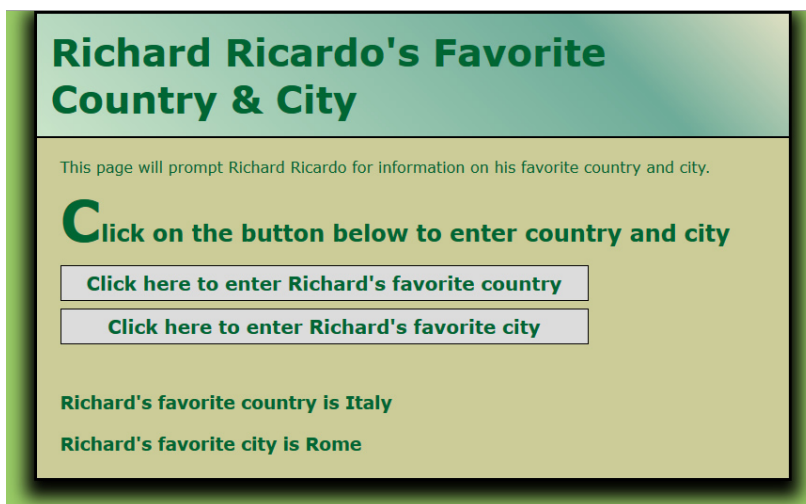 Richard Ricardo's Favorite
Country & City
This page will prompt Richard Ricardo for information on his favorite country and city.
Click on the button below to enter country and city
Click here to enter Richard's favorite country
Click here to enter Richard's favorite city
Richard's favorite country is Italy
Richard's favorite city is Rome